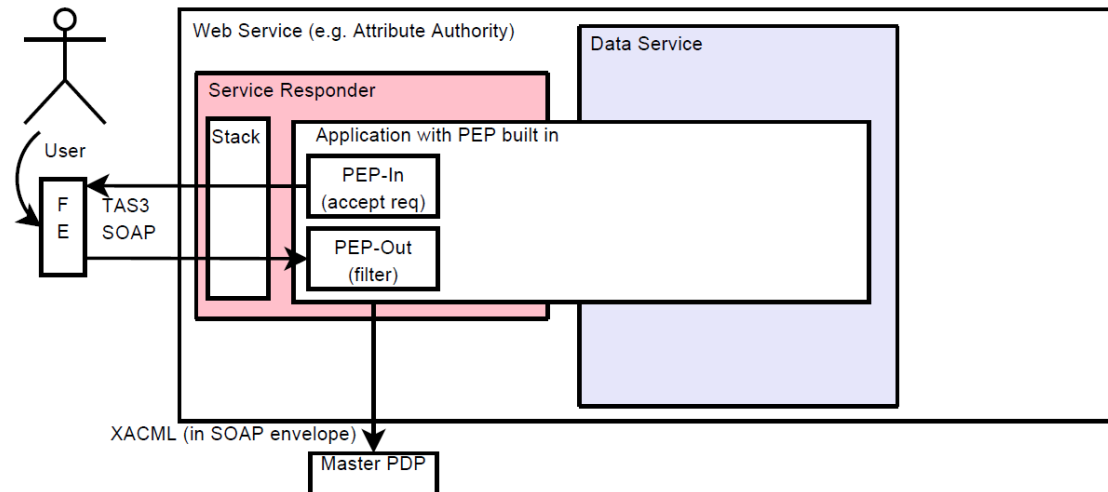 Web Service (e.g. Attribute Authority)
Data Service
Service Responder
Stack
Application with PEP built in
User
PEP-In
(accept req)
F
E
TAS3
SOAP
PEP-Out
(filter)
XACML (in SOAP envelope)
Master PDP